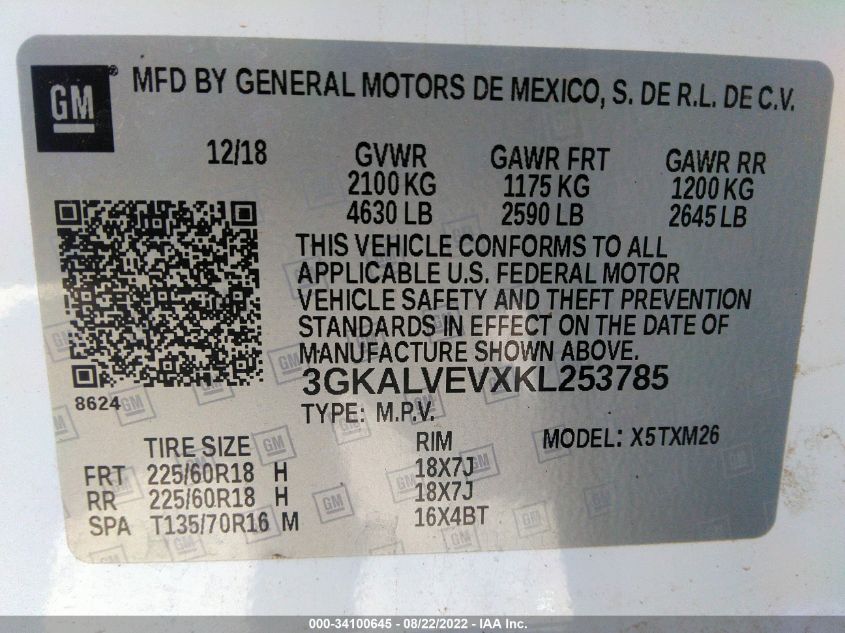 GM ® MFD BY GENERAL MOTORS DE MEXICO, S. DE R.L. DE C.V.
12/18 GVWR GAWR FRT GAWR RR
2100 KG 1175 KG 1200 KG
4630 LB 2590 LB 2645 LB
THIS VEHICLE CONFORMS TO ALL
APPLICABLE U.S. FEDERAL MOTOR
VEHICLE SAFETY AND THEFT PREVENTION
STANDARDS IN EFFECT ON THE DATE OF
MANUFACTURE SHOWN ABOVE.
8624 3GKALVEVXKL253785
TYPE: M.P.V.
TIRE SIZE RIM MODEL: X5TXM26
FRT 225/60R18 H 18X7J
RR 225/60R18 H 18X7J
SPA T135/70R16 M 16X4BT
000-34100645 - 08/22/2022 - IAA Inc.